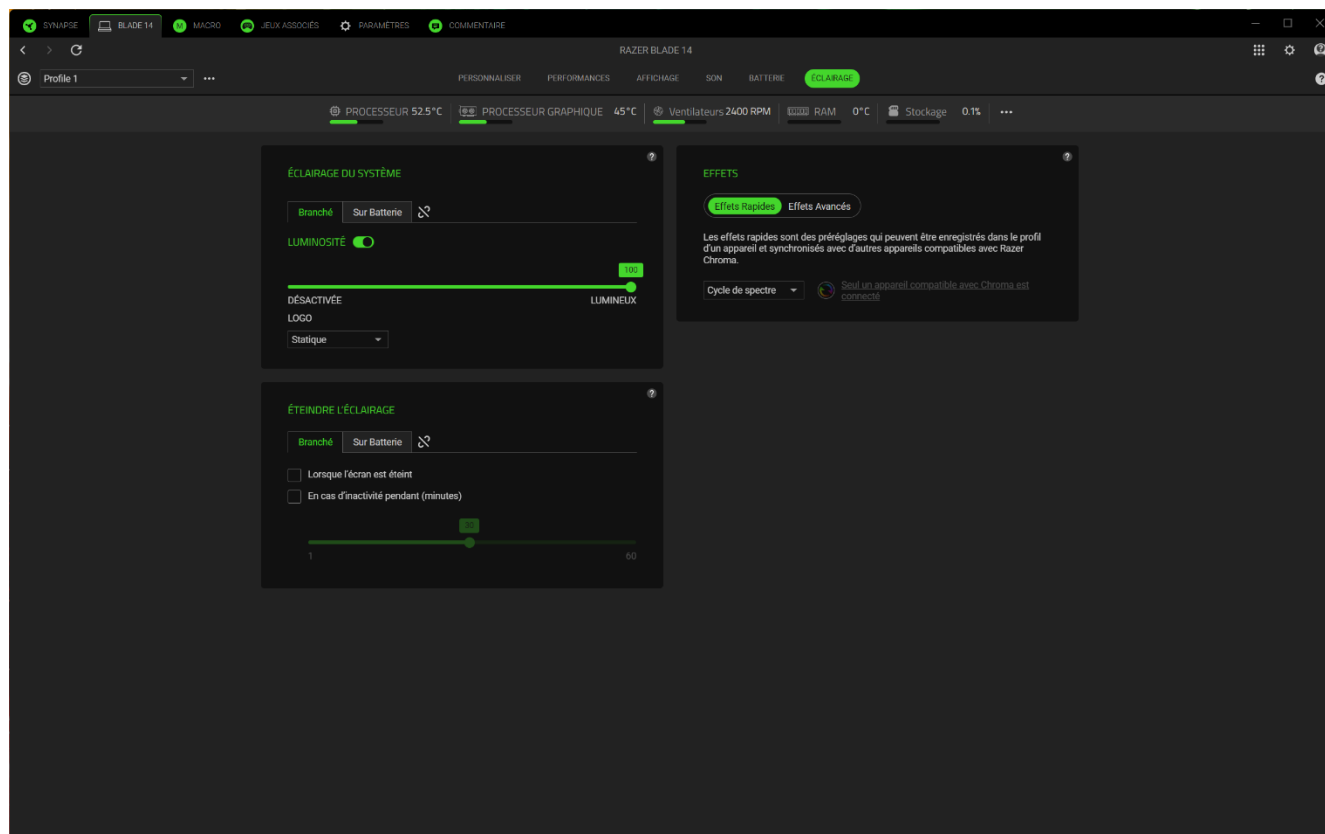 SYNAPSE BLADE 14 MACRO JEUX ASSOCIÉS PARAMÈTRES COMMENTAIRE
RAZER BLADE 14
Profile 1 PERSONNALISER PERFORMANCES AFFICHAGE SON BATTERIE ÉCLAIRAGE
PROCESSEUR 52.5°C PROCESSEUR GRAPHIQUE 45°C Ventilateurs 2400 RPM RAM 0°C Stockage 0.1%
ÉCLAIRAGE DU SYSTÈME
Branché Sur Batterie
LUMINOSITÉ
100
DÉSACTIVÉE LUMINEUX
LOGO
Statique
EFFETS
Effets Rapides Effets Avancés
Les effets rapides sont des préréglages qui peuvent être enregistrés dans le profil
d'un appareil et synchronisés avec d'autres appareils compatibles avec Razer
Chroma.
Cycle de spectre
Seul un appareil compatible avec Chroma est
connecté
ÉTEINDRE L'ÉCLAIRAGE
Branché Sur Batterie
Lorsque l'écran est éteint
En cas d'inactivité pendant (minutes)
30
1 60